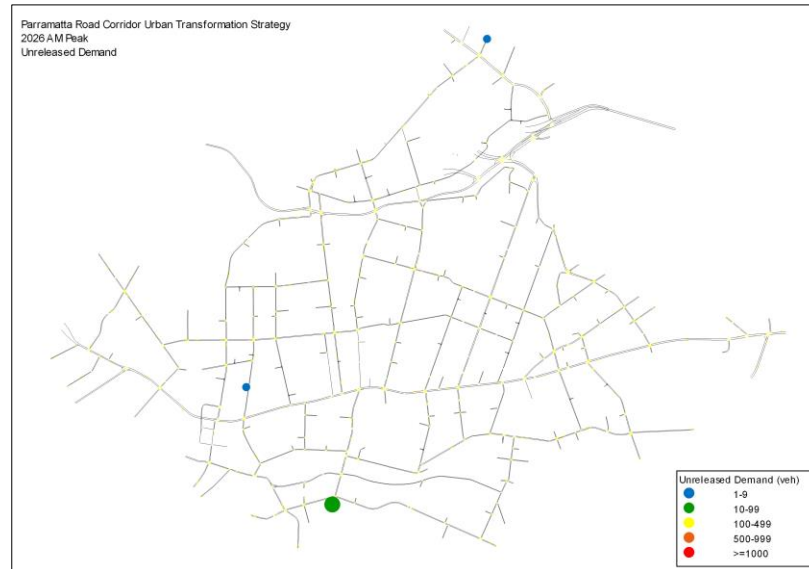 Parramatta Road Corridor Urban Transformation Strategy
2026 AM Peak
Unreleased Demand
Unreleased Demand (veh)
1-9
10-99
100-499
500-999
>=1000